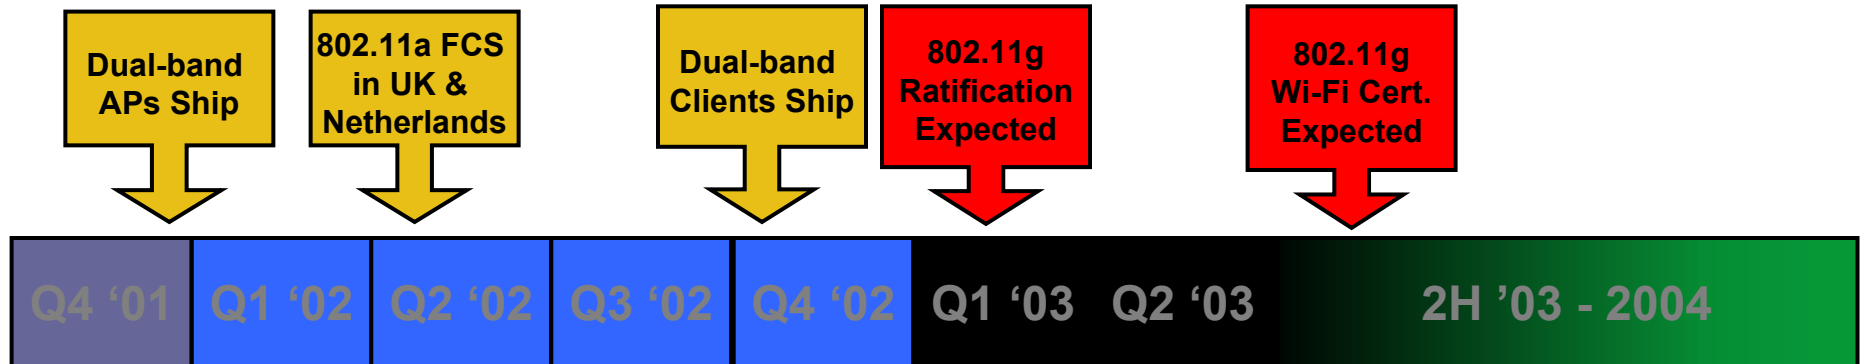 Dual-band
APs Ship
802.11a FCS
in UK &
Netherlands
Dual-band
Clients Ship
802.11g
Ratification
Expected
802.11g
Wi-Fi Cert.
Expected
Q4 ‘01
Q1 ‘02
Q2 ‘02
Q3 ‘02
Q4 ‘02
Q1 ‘03
Q2 ‘03
2H ’03 - 2004